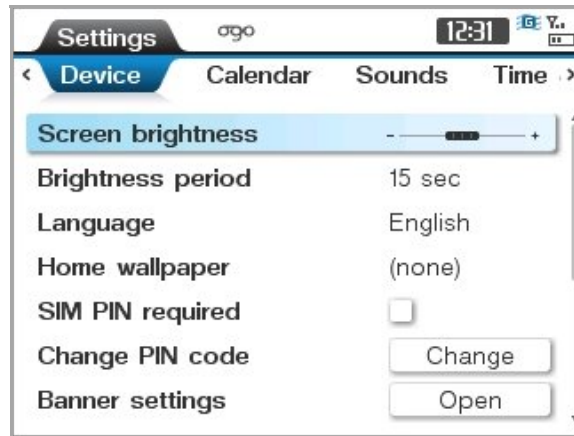 Settings ogo 12:31 G
Device Calendar Sounds Time
Screen brightness - +
Brightness period 15 sec
Language English
Home wallpaper (none)
SIM PIN required
Change PIN code Change
Banner settings Open